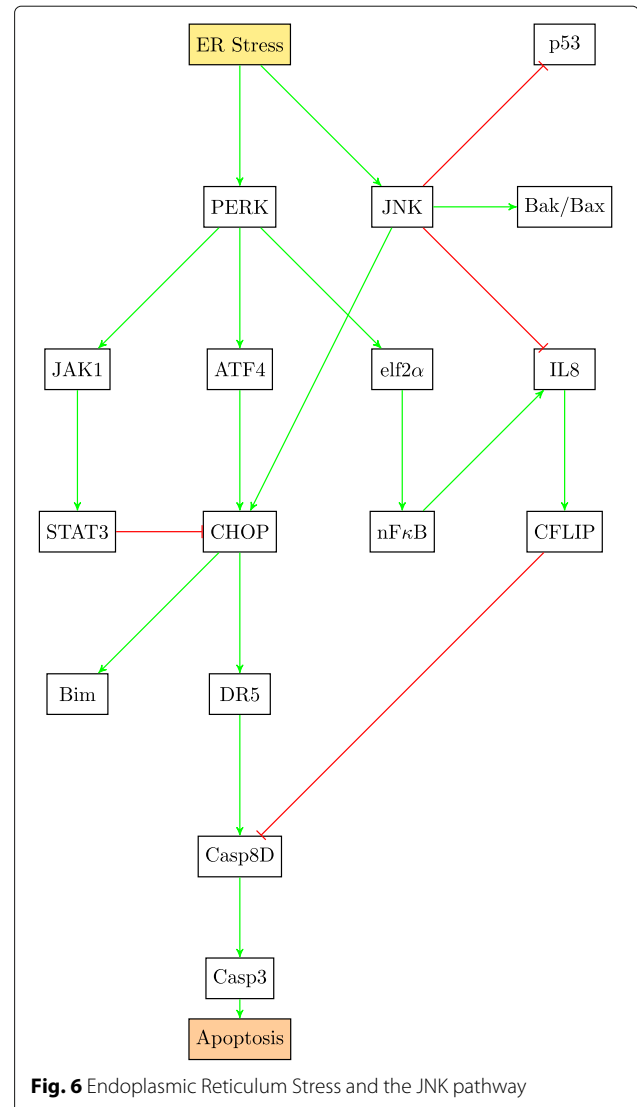 ER Stress
p53
PERK
JNK
Bak/Bax
JAK1
ATF4
elf2α
IL8
STAT3
CHOP
nFκB
CFLIP
Bim
DR5
Casp8D
Casp3
Apoptosis
Fig. 6 Endoplasmic Reticulum Stress and the JNK pathway